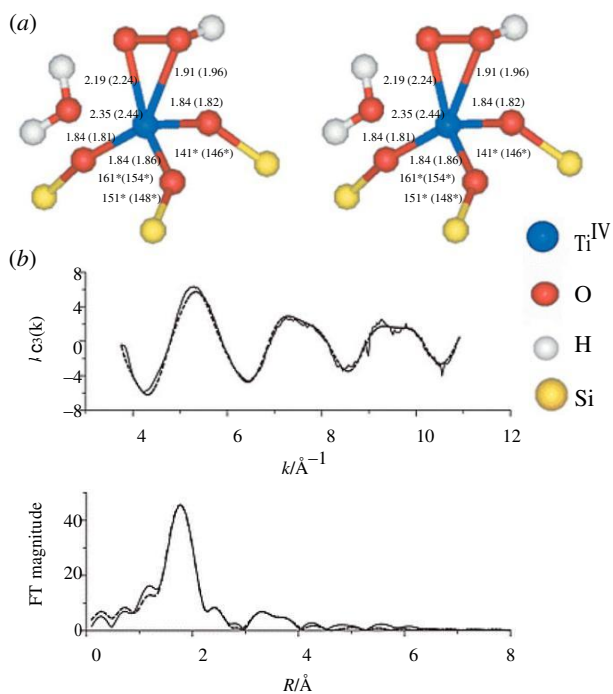 (a)
2.19 (2.24) 1.91 (1.96)
2.35 (2.44) 1.84 (1.82)
1.84 (1.81)
1.84 (1.86) 141* (146*)
161*(154*)
151* (148*)
2.19 (2.24) 1.91 (1.96)
2.35 (2.44) 1.84 (1.82)
1.84 (1.81)
1.84 (1.86) 141* (146*)
161*(154*)
151* (148*)
Ti IV
O
H
Si
(b)
8
4
0
−4
−8
c3(k)
4 6 8 10 12
k/Å−1
40
20
0
FT magnitude
0 2 4 6 8
R/Å